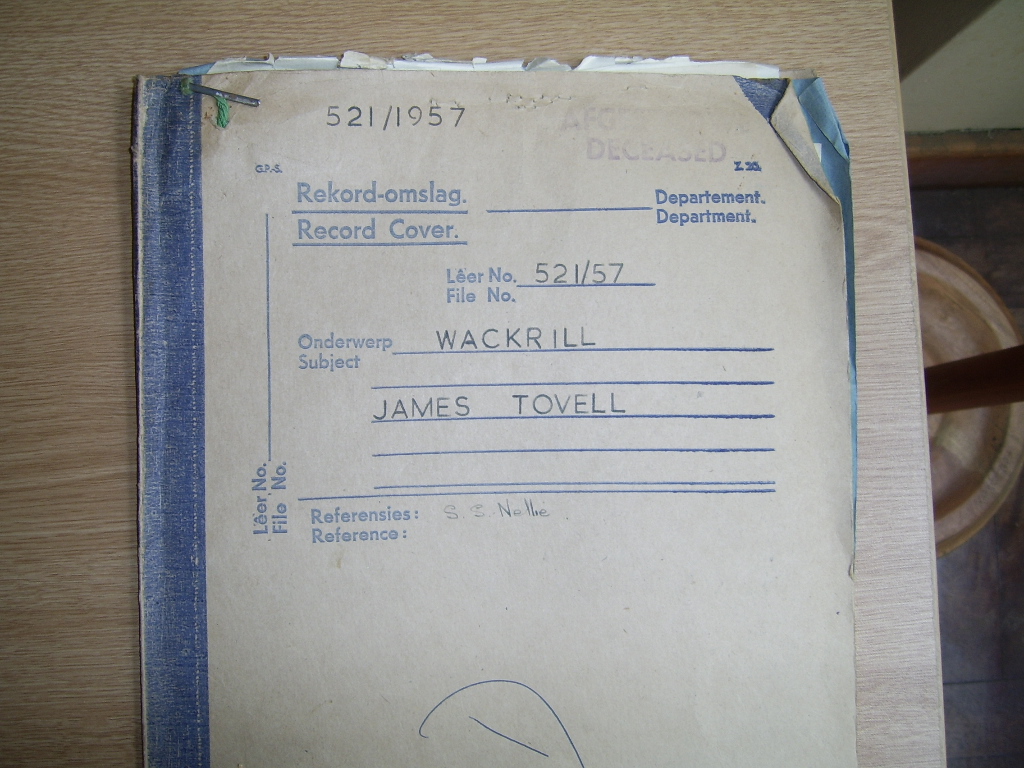 521/1957
DECEASED
G.P.-S.
Rekord-omslag.
Record Cover.
Departement.
Department.
Lêer No.
File No.
521/57
Onderwerp
Subject
WACKRILL
JAMES TOVELL
Lêer No.
File No.
Referensies:
Reference:
S. S. Nellie